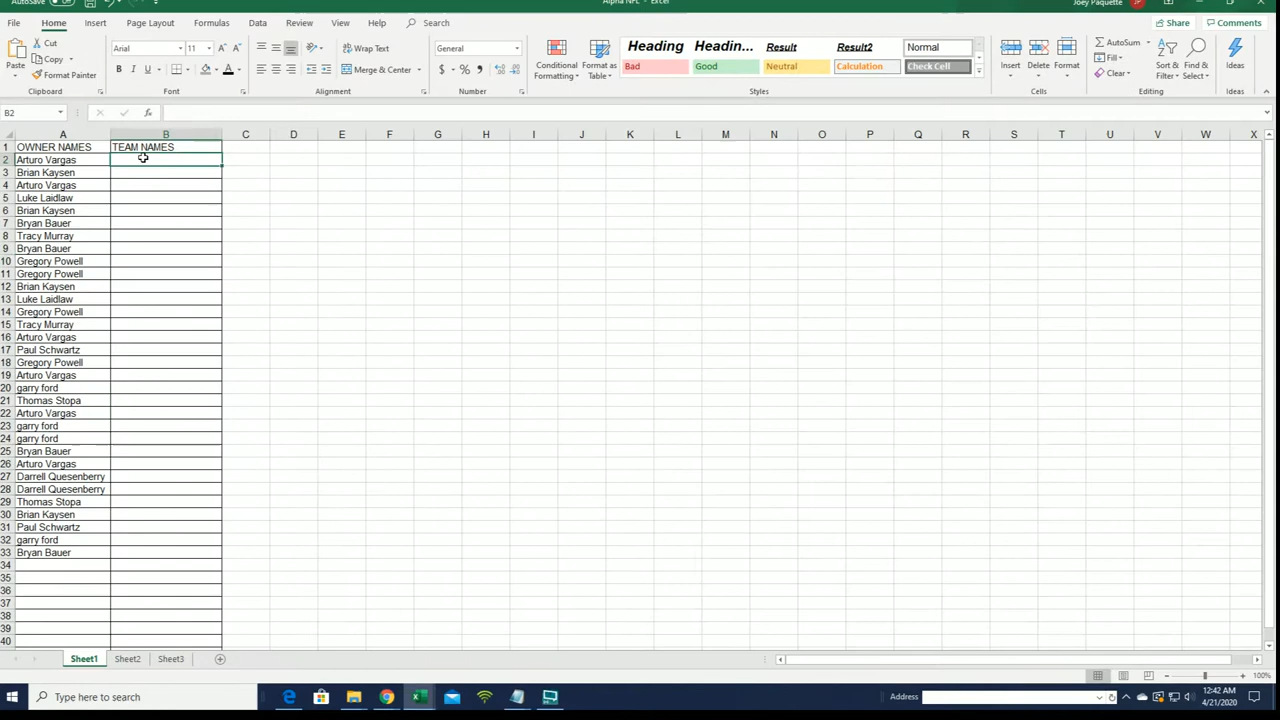 AutoSave Off Alpha NFL - Excel Joey Paquette JP
File Home Insert Page Layout Formulas Data Review View Help Search Share Comments
Paste Cut Copy Format Painter Clipboard
Arial 11 A A B I U A Font
Wrap Text Merge & Center Alignment
General $ % Number
Conditional Formatting Format as Table
Heading Headin... Result Result2 Normal
Bad Good Neutral Calculation Check Cell
Styles
Insert Delete Format Cells
AutoSum Fill Clear Sort & Filter Find & Select Editing
Ideas Ideas
B2 fx
A B C D E F G H I J K L M N O P Q R S T U V W X
1 OWNER NAMES TEAM NAMES
2 Arturo Vargas
3 Brian Kaysen
4 Arturo Vargas
5 Luke Laidlaw
6 Brian Kaysen
7 Bryan Bauer
8 Tracy Murray
9 Bryan Bauer
10 Gregory Powell
11 Gregory Powell
12 Brian Kaysen
13 Luke Laidlaw
14 Gregory Powell
15 Tracy Murray
16 Arturo Vargas
17 Paul Schwartz
18 Gregory Powell
19 Arturo Vargas
20 garry ford
21 Thomas Stopa
22 Arturo Vargas
23 garry ford
24 garry ford
25 Bryan Bauer
26 Arturo Vargas
27 Darrell Quesenberry
28 Darrell Quesenberry
29 Thomas Stopa
30 Brian Kaysen
31 Paul Schwartz
32 garry ford
33 Bryan Bauer
34
35
36
37
38
39
40
Sheet1 Sheet2 Sheet3
100%
Type here to search Address 12:42 AM
4/21/2020